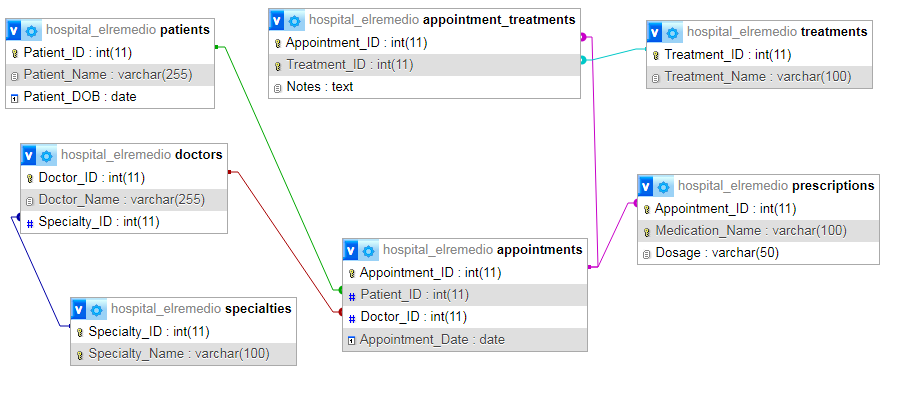 hospital_elremedio patients
Patient_ID : int(11)
Patient_Name : varchar(255)
Patient_DOB : date
hospital_elremedio appointment_treatments
Appointment_ID : int(11)
Treatment_ID : int(11)
Notes : text
hospital_elremedio treatments
Treatment_ID : int(11)
Treatment_Name : varchar(100)
hospital_elremedio doctors
Doctor_ID : int(11)
Doctor_Name : varchar(255)
# Specialty_ID : int(11)
hospital_elremedio prescriptions
Appointment_ID : int(11)
Medication_Name : varchar(100)
Dosage : varchar(50)
hospital_elremedio appointments
Appointment_ID : int(11)
# Patient_ID : int(11)
# Doctor_ID : int(11)
Appointment_Date : date
hospital_elremedio specialties
Specialty_ID : int(11)
Specialty_Name : varchar(100)